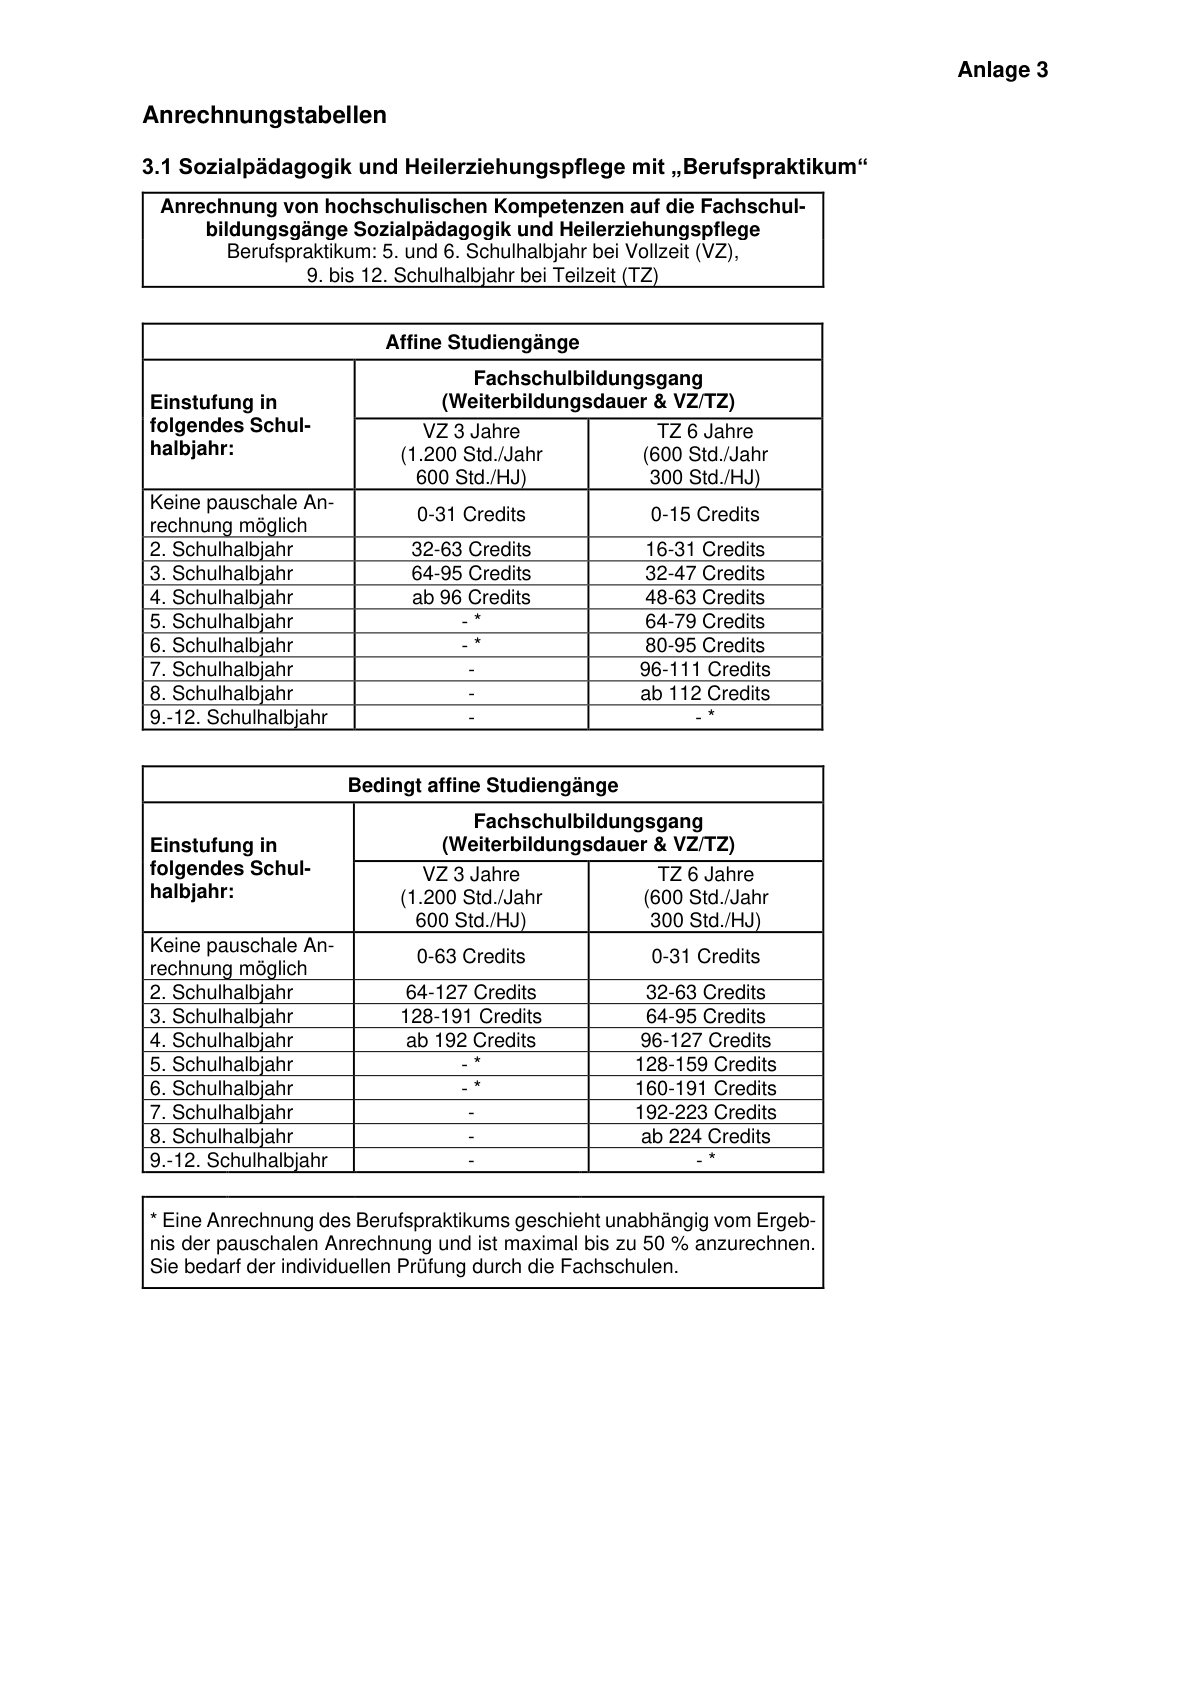 Anlage 3
Anrechnungstabellen
3.1 Sozialpädagogik und Heilerziehungspflege mit „Berufspraktikum“
Anrechnung von hochschulischen Kompetenzen auf die Fachschul-
bildungsgänge Sozialpädagogik und Heilerziehungspflege
Berufspraktikum: 5. und 6. Schulhalbjahr bei Vollzeit (VZ),
9. bis 12. Schulhalbjahr bei Teilzeit (TZ)
Affine Studiengänge
Einstufung in
folgendes Schul-
halbjahr:
Fachschulbildungsgang
(Weiterbildungsdauer & VZ/TZ)
VZ 3 Jahre
(1.200 Std./Jahr
600 Std./HJ)
TZ 6 Jahre
(600 Std./Jahr
300 Std./HJ)
Keine pauschale An-
rechnung möglich
0-31 Credits
0-15 Credits
2. Schulhalbjahr 32-63 Credits 16-31 Credits
3. Schulhalbjahr 64-95 Credits 32-47 Credits
4. Schulhalbjahr ab 96 Credits 48-63 Credits
5. Schulhalbjahr - * 64-79 Credits
6. Schulhalbjahr - * 80-95 Credits
7. Schulhalbjahr - 96-111 Credits
8. Schulhalbjahr - ab 112 Credits
9.-12. Schulhalbjahr - - *
Bedingt affine Studiengänge
Einstufung in
folgendes Schul-
halbjahr:
Fachschulbildungsgang
(Weiterbildungsdauer & VZ/TZ)
VZ 3 Jahre
(1.200 Std./Jahr
600 Std./HJ)
TZ 6 Jahre
(600 Std./Jahr
300 Std./HJ)
Keine pauschale An-
rechnung möglich
0-63 Credits
0-31 Credits
2. Schulhalbjahr 64-127 Credits 32-63 Credits
3. Schulhalbjahr 128-191 Credits 64-95 Credits
4. Schulhalbjahr ab 192 Credits 96-127 Credits
5. Schulhalbjahr - * 128-159 Credits
6. Schulhalbjahr - * 160-191 Credits
7. Schulhalbjahr - 192-223 Credits
8. Schulhalbjahr - ab 224 Credits
9.-12. Schulhalbjahr - - *
* Eine Anrechnung des Berufspraktikums geschieht unabhängig vom Ergeb-
nis der pauschalen Anrechnung und ist maximal bis zu 50 % anzurechnen.
Sie bedarf der individuellen Prüfung durch die Fachschulen.